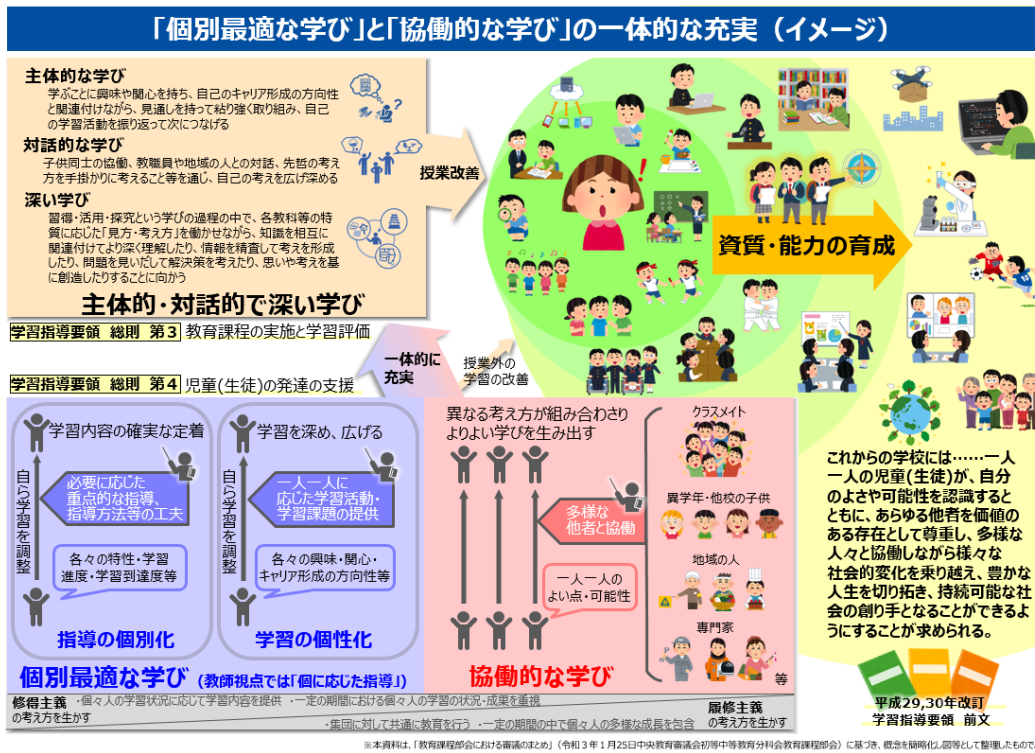 「個別最適な学び」と「協働的な学び」の一体的な充実（イメージ）
主体的な学び
学ぶことに興味や関心を持ち、自己のキャリア形成の方向性
と関連付けながら、見通しを持って粘り強く取り組み、自己
の学習活動を振り返って次につなげる
対話的な学び
子供同士の協働、教職員や地域の人との対話、先哲の考え
方を手掛かりに考えること等を通じ、自己の考えを広げ深める
深い学び
習得・活用・探究という学びの過程の中で、各教科等の特
質に応じた「見方・考え方」を働かせながら、知識を相互に
関連付けてより深く理解したり、情報を精査して考えを形成
したり、問題を見いだして解決策を考えたり、思いや考えを基
に創造したりすることに向かう
主体的・対話的で深い学び
授業改善
資質・能力の育成
学習指導要領 総則 第３ 教育課程の実施と学習評価
一体的に
充実
授業外の
学習の改善
学習指導要領 総則 第４ 児童(生徒)の発達の支援
学習内容の確実な定着
自ら学習を調整
必要に応じた
重点的な指導、
指導方法等の工夫
各々の特性・学習
進度・学習到達度等
指導の個別化
学習を深め、広げる
自ら学習を調整
一人一人に
応じた学習活動・
学習課題の提供
各々の興味・関心・
キャリア形成の方向性等
学習の個性化
個別最適な学び (教師視点では「個に応じた指導」)
異なる考え方が組み合わさり
よりよい学びを生み出す
多様な
他者と協働
一人一人の
よい点・可能性
協働的な学び
クラスメイト
異学年・他校の子供
地域の人
専門家
等
これからの学校には……一人
一人の児童(生徒)が、自分
のよさや可能性を認識すると
ともに、あらゆる他者を価値の
ある存在として尊重し、多様な
人々と協働しながら様々な
社会的変化を乗り越え、豊かな
人生を切り拓き、持続可能な社
会の創り手となることができるよ
うにすることが求められる。
平成29,30年改訂
学習指導要領 前文
修得主義
の考え方を生かす
・個々人の学習状況に応じて学習内容を提供 ・一定の期間における個々人の学習の状況・成果を重視
・集団に対して共通に教育を行う ・一定の期間の中で個々人の多様な成長を包含
履修主義
の考え方を生かす
※本資料は、「教育課程部会における審議のまとめ」（令和３年１月25日中央教育審議会初等中等教育分科会教育課程部会）に基づき、概念を簡略化し図等として整理したもので